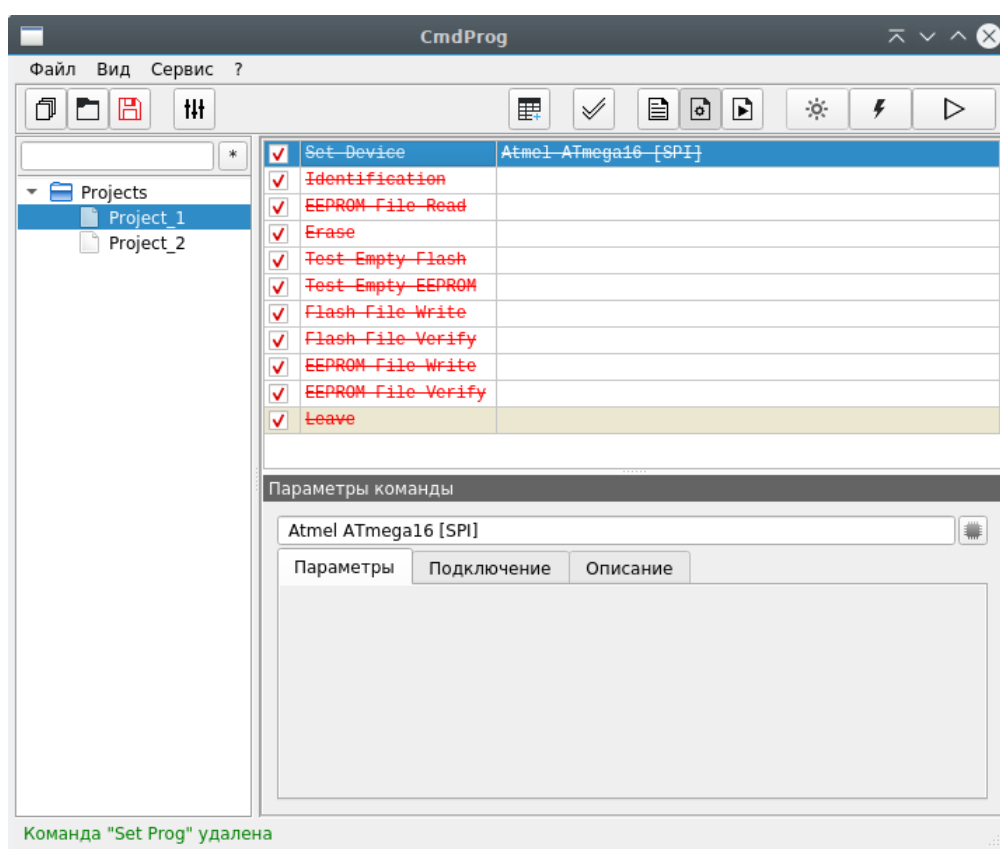 CmdProg
Файл Вид Сервис ?
*
Projects
Project_1
Project_2
Set Device Atmel ATmega16 [SPI]
Identification
EEPROM File Read
Erase
Test Empty Flash
Test Empty EEPROM
Flash File Write
Flash File Verify
EEPROM File Write
EEPROM File Verify
Leave
Параметры команды
Atmel ATmega16 [SPI]
Параметры Подключение Описание
Команда "Set Prog" удалена